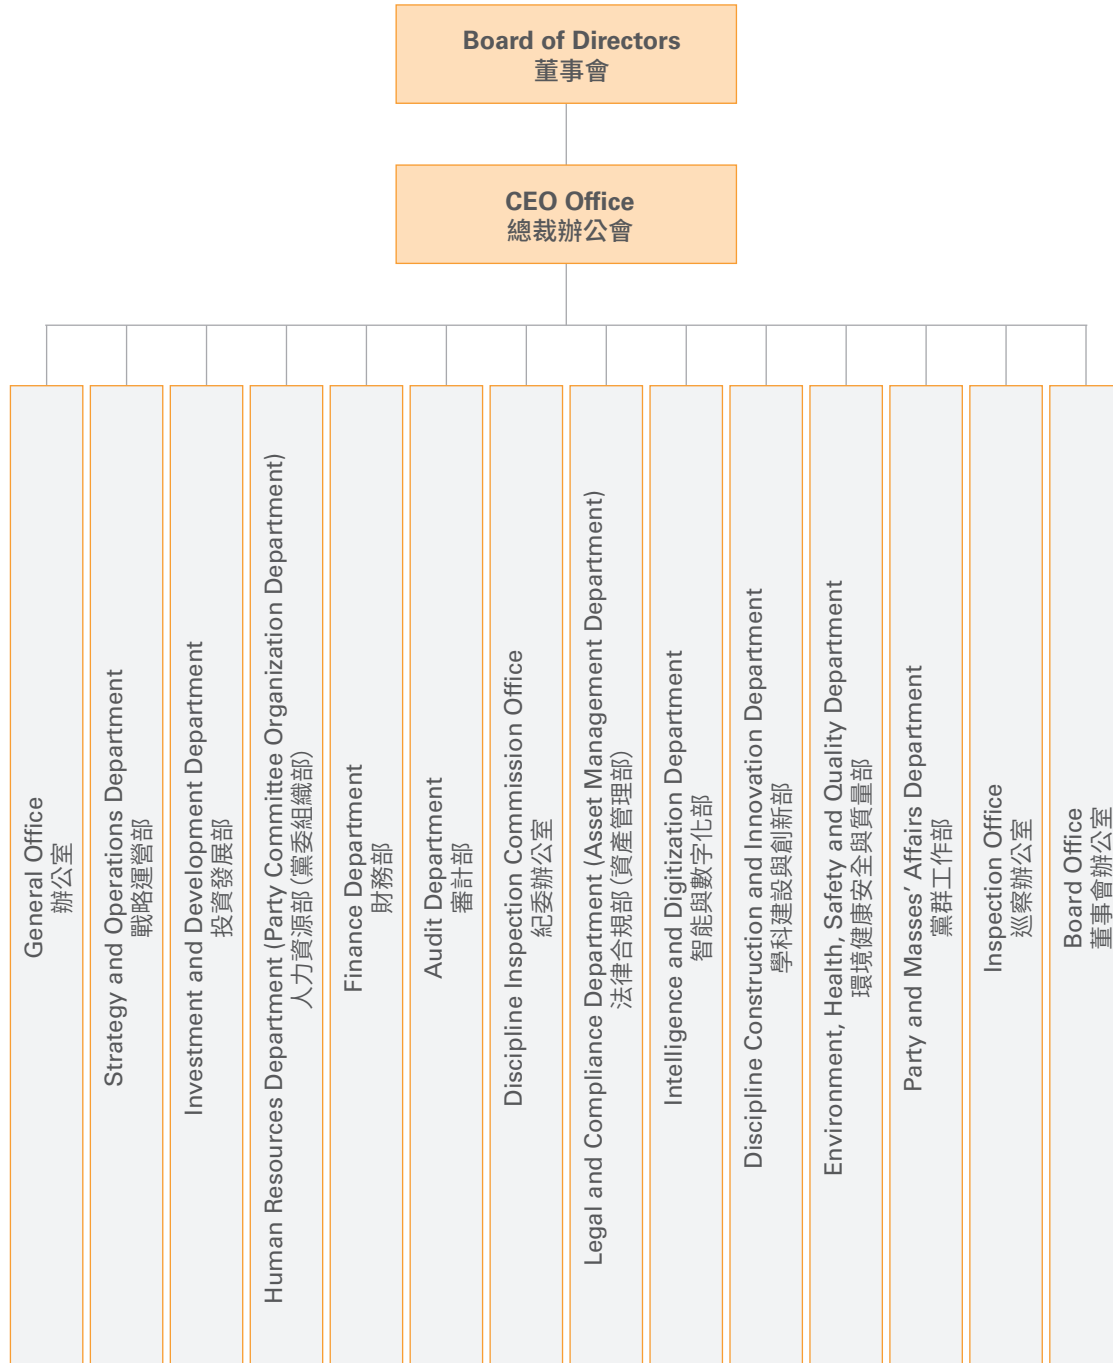 Board of Directors
董事會
CEO Office
總裁辦公會
General Office
辦公室
Strategy and Operations Department
戰略運營部
Investment and Development Department
投資發展部
Human Resources Department (Party Committee Organization Department)
人力資源部（黨委組織部）
Finance Department
財務部
Audit Department
審計部
Discipline Inspection Commission Office
紀委辦公室
Legal and Compliance Department (Asset Management Department)
法律合規部（資產管理部）
Intelligence and Digitization Department
智能與數字化部
Discipline Construction and Innovation Department
學科建設與創新部
Environment, Health, Safety and Quality Department
環境健康安全與質量部
Party and Masses’ Affairs Department
黨群工作部
Inspection Office
巡察辦公室
Board Office
董事會辦公室